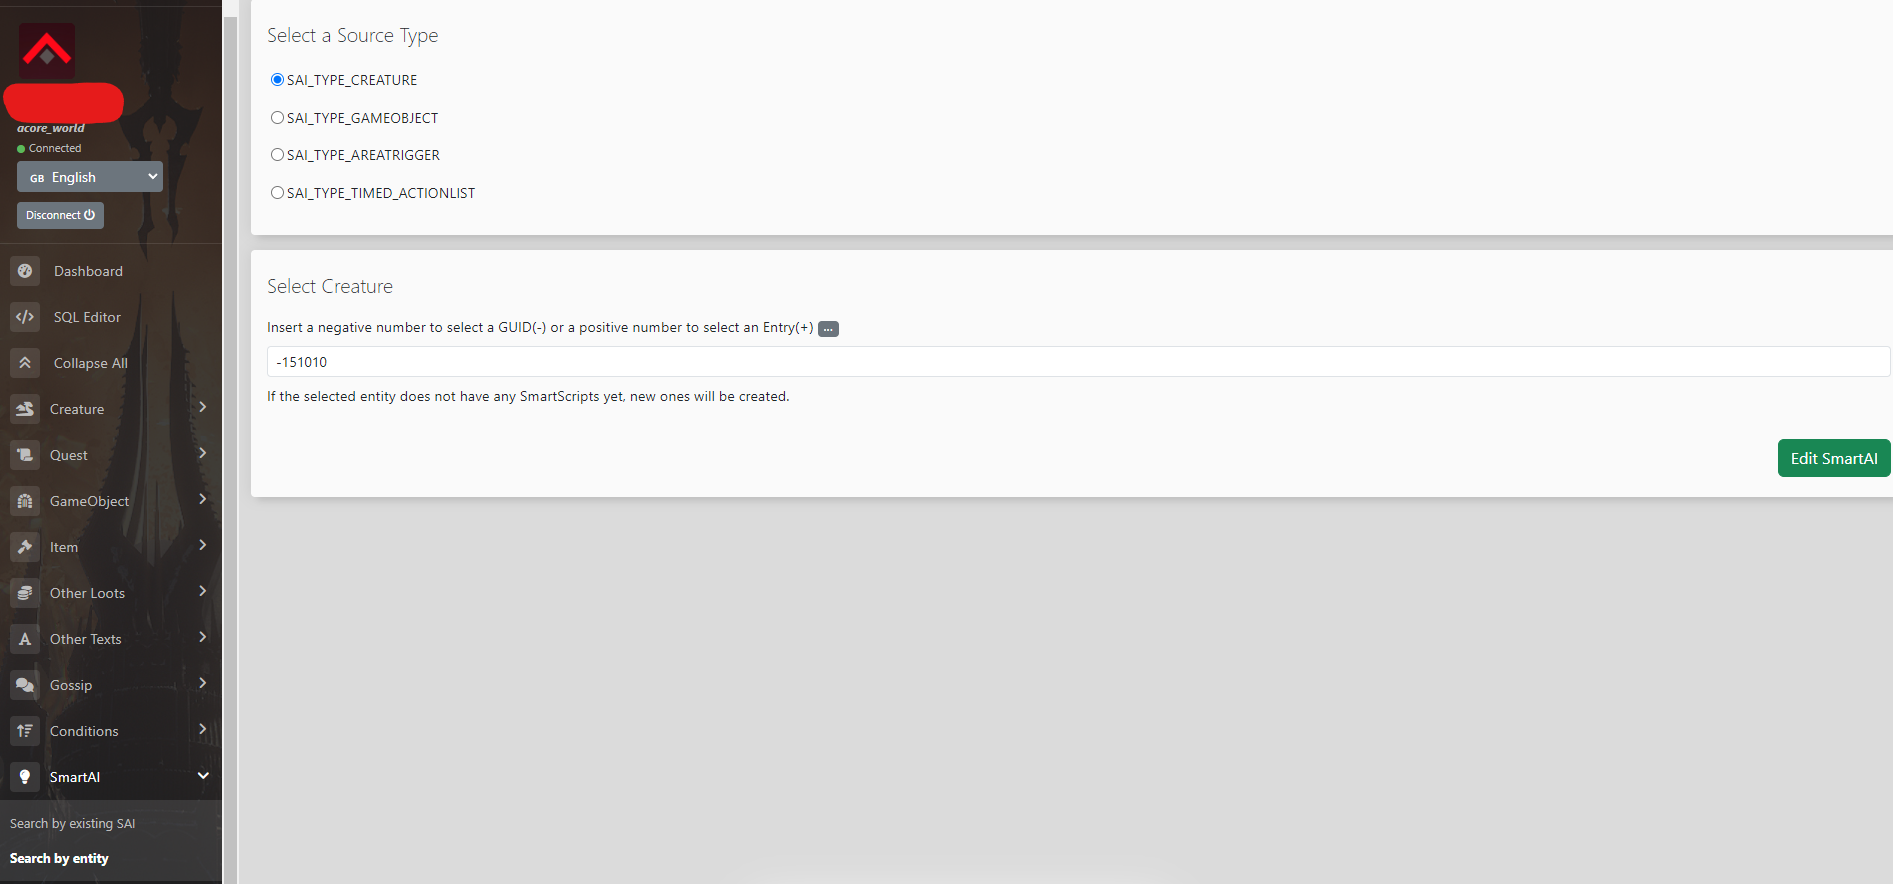 acore_world
Connected
GB English
Disconnect
Dashboard
SQL Editor
Collapse All
Creature
Quest
GameObject
Item
Other Loots
Other Texts
Gossip
Conditions
SmartAI
Search by existing SAI
Search by entity
Select a Source Type
SAI_TYPE_CREATURE
SAI_TYPE_GAMEOBJECT
SAI_TYPE_AREATRIGGER
SAI_TYPE_TIMED_ACTIONLIST
Select Creature
Insert a negative number to select a GUID(-) or a positive number to select an Entry(+) ...
-151010
If the selected entity does not have any SmartScripts yet, new ones will be created.
Edit SmartAI